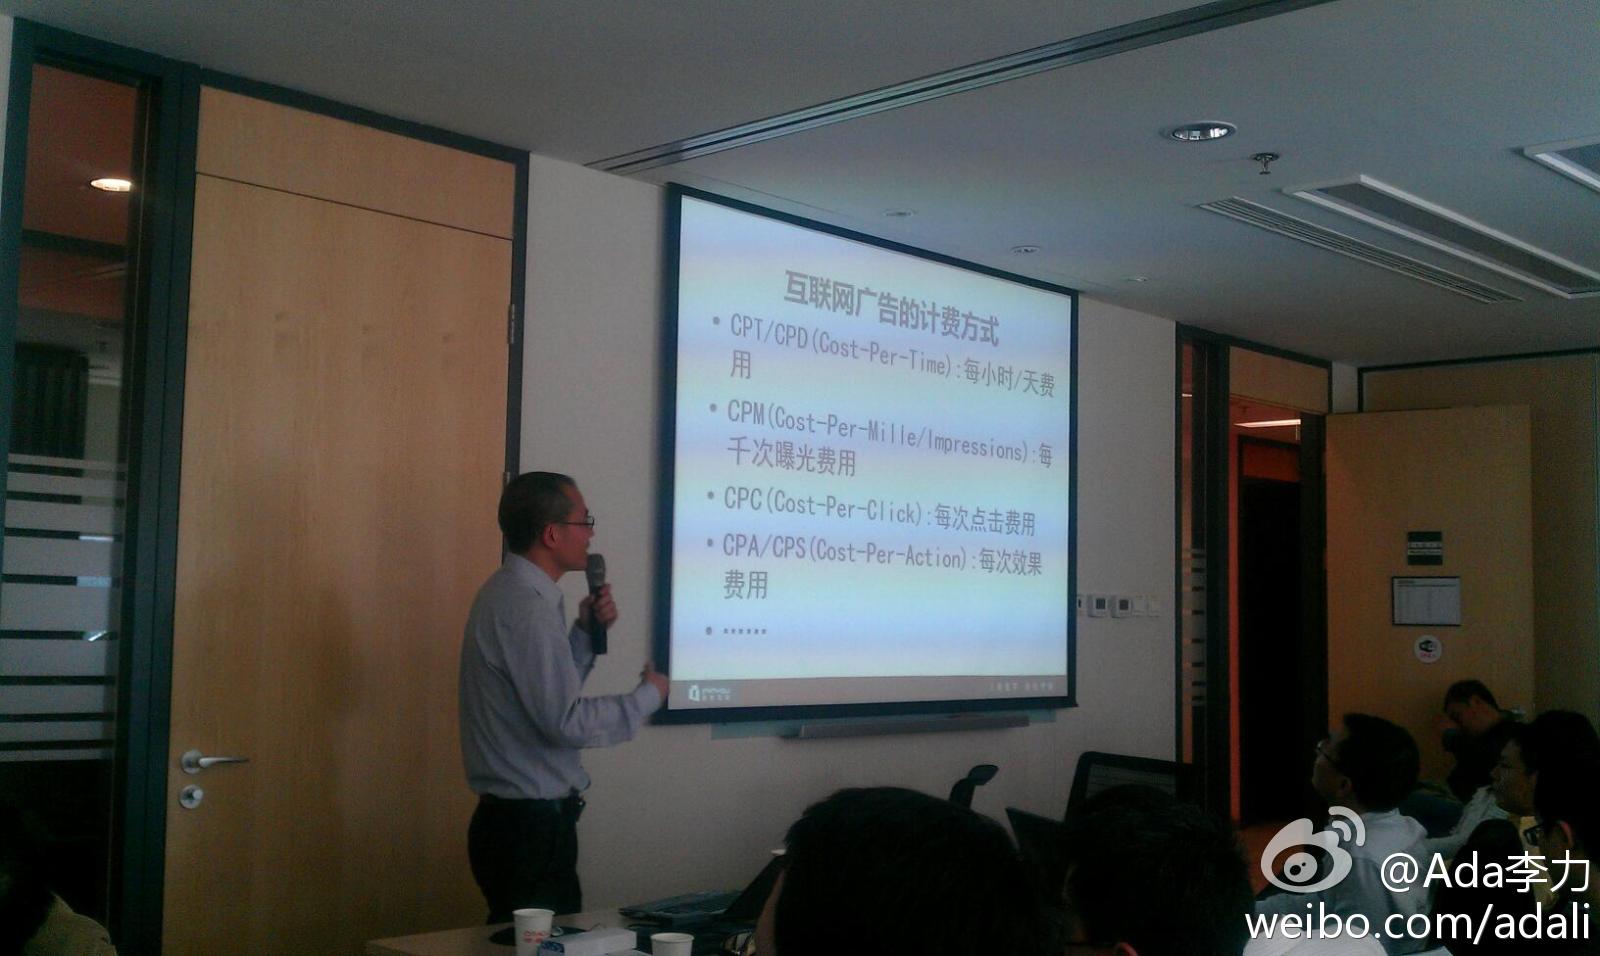 互联网广告的计费方式
• CPT/CPD(Cost-Per-Time):每小时/天费
用
• CPM(Cost-Per-Mille/Impressions):每
千次曝光费用
• CPC(Cost-Per-Click):每次点击费用
• CPA/CPS(Cost-Per-Action):每次效果
费用
• ······
@Ada李力
weibo.com/adali